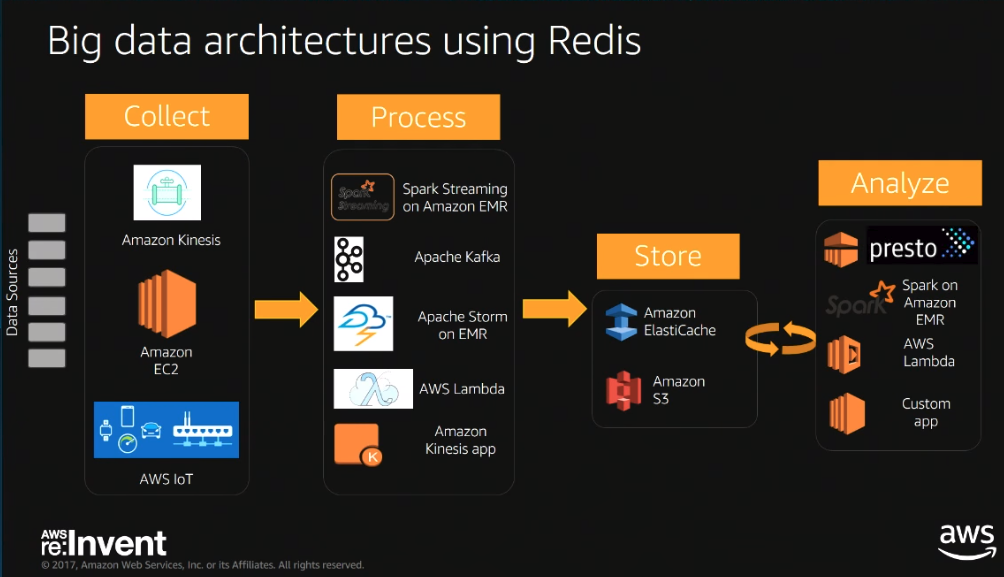 Big data architectures using Redis
Data Sources
Collect
Amazon Kinesis
Amazon
EC2
AWS IoT
Process
Spark
Streaming
Spark Streaming
on Amazon EMR
Apache Kafka
Apache Storm
on EMR
AWS Lambda
K
Amazon
Kinesis app
Store
Amazon
ElastiCache
Amazon
S3
Analyze
presto
Spark
Spark on
Amazon
EMR
AWS
Lambda
Custom
app
AWS
re:Invent
© 2017, Amazon Web Services, Inc. or its Affiliates. All rights reserved.
aws